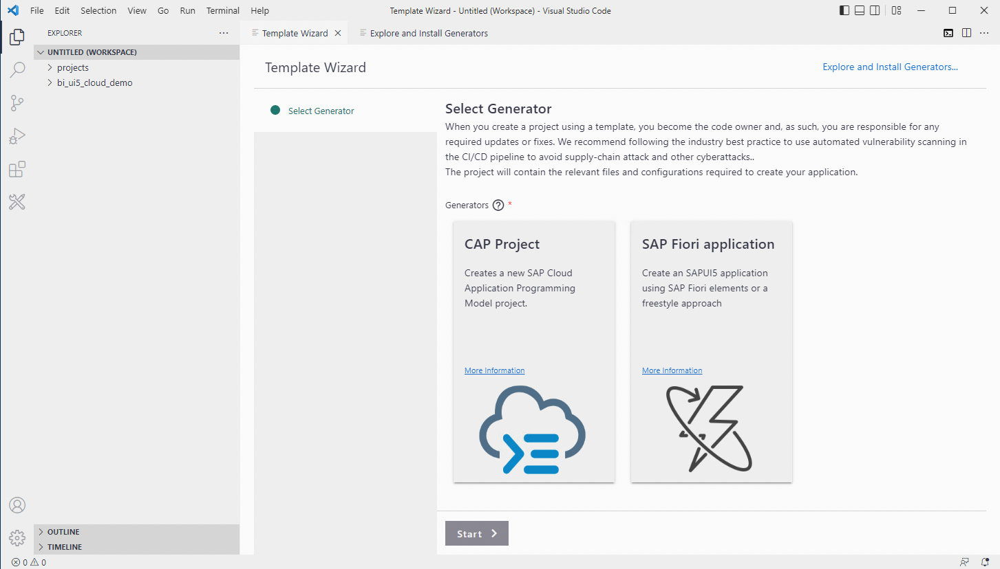 File Edit Selection View Go Run Terminal Help
Template Wizard - Untitled (Workspace) - Visual Studio Code
EXPLORER
UNTITLED (WORKSPACE)
projects
bi_ui5_cloud_demo
OUTLINE
TIMELINE
Template Wizard
Explore and Install Generators
Template Wizard
Explore and Install Generators...
Select Generator
Select Generator
When you create a project using a template, you become the code owner and, as such, you are responsible for any
required updates or fixes. We recommend following the industry best practice to use automated vulnerability scanning in
the CI/CD pipeline to avoid supply-chain attack and other cyberattacks..
The project will contain the relevant files and configurations required to create your application.
Generators ? *
CAP Project
Creates a new SAP Cloud
Application Programming
Model project.
More Information
SAP Fiori application
Create an SAPUI5 application
using SAP Fiori elements or a
freestyle approach
More Information
Start
0 0